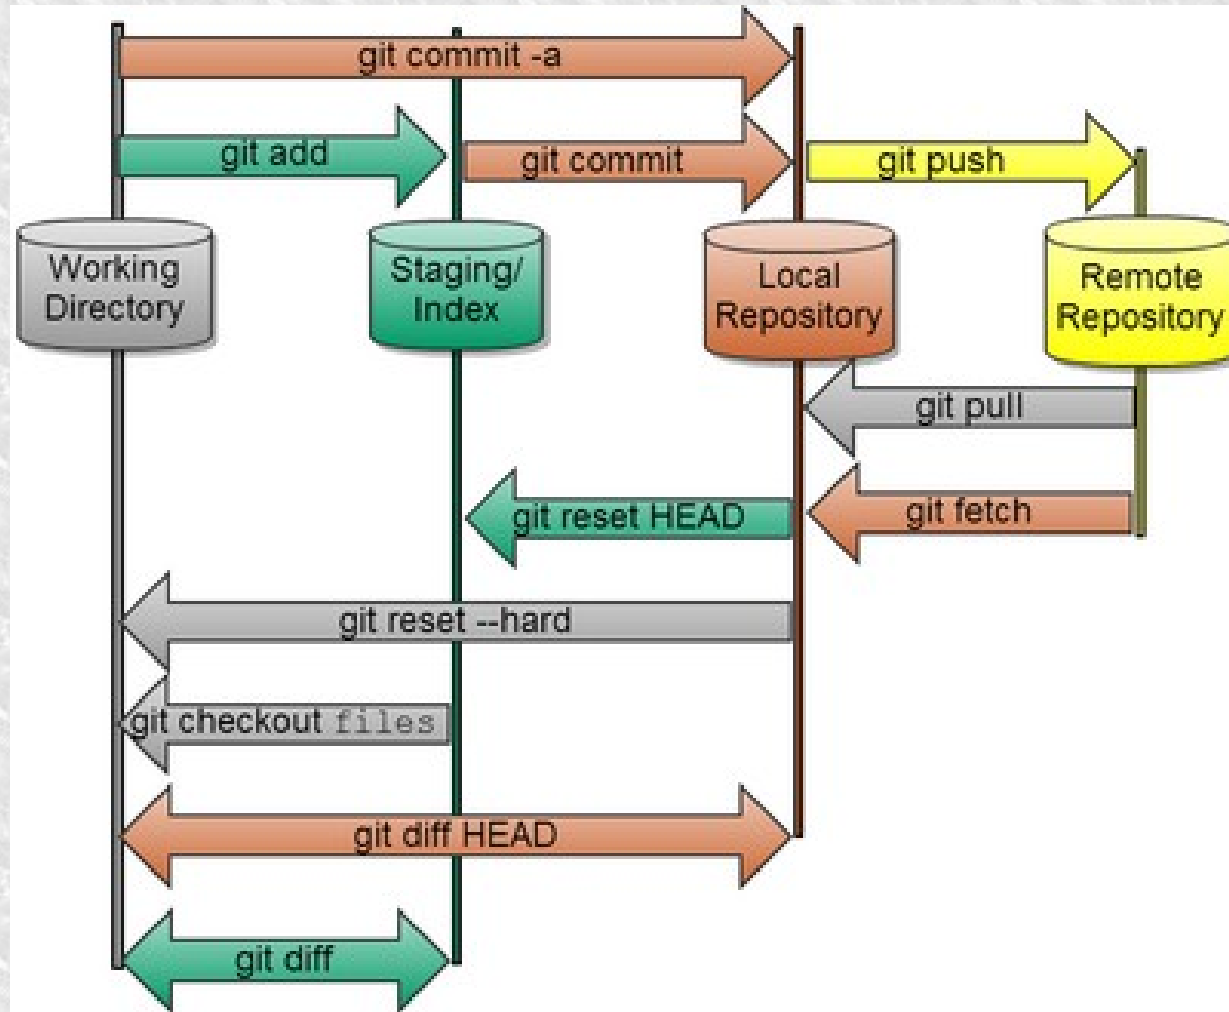 git commit -a
git add
git commit
git push
Working
Directory
Staging/
Index
Local
Repository
Remote
Repository
git pull
git reset HEAD
git fetch
git reset --hard
git checkout files
git diff HEAD
git diff